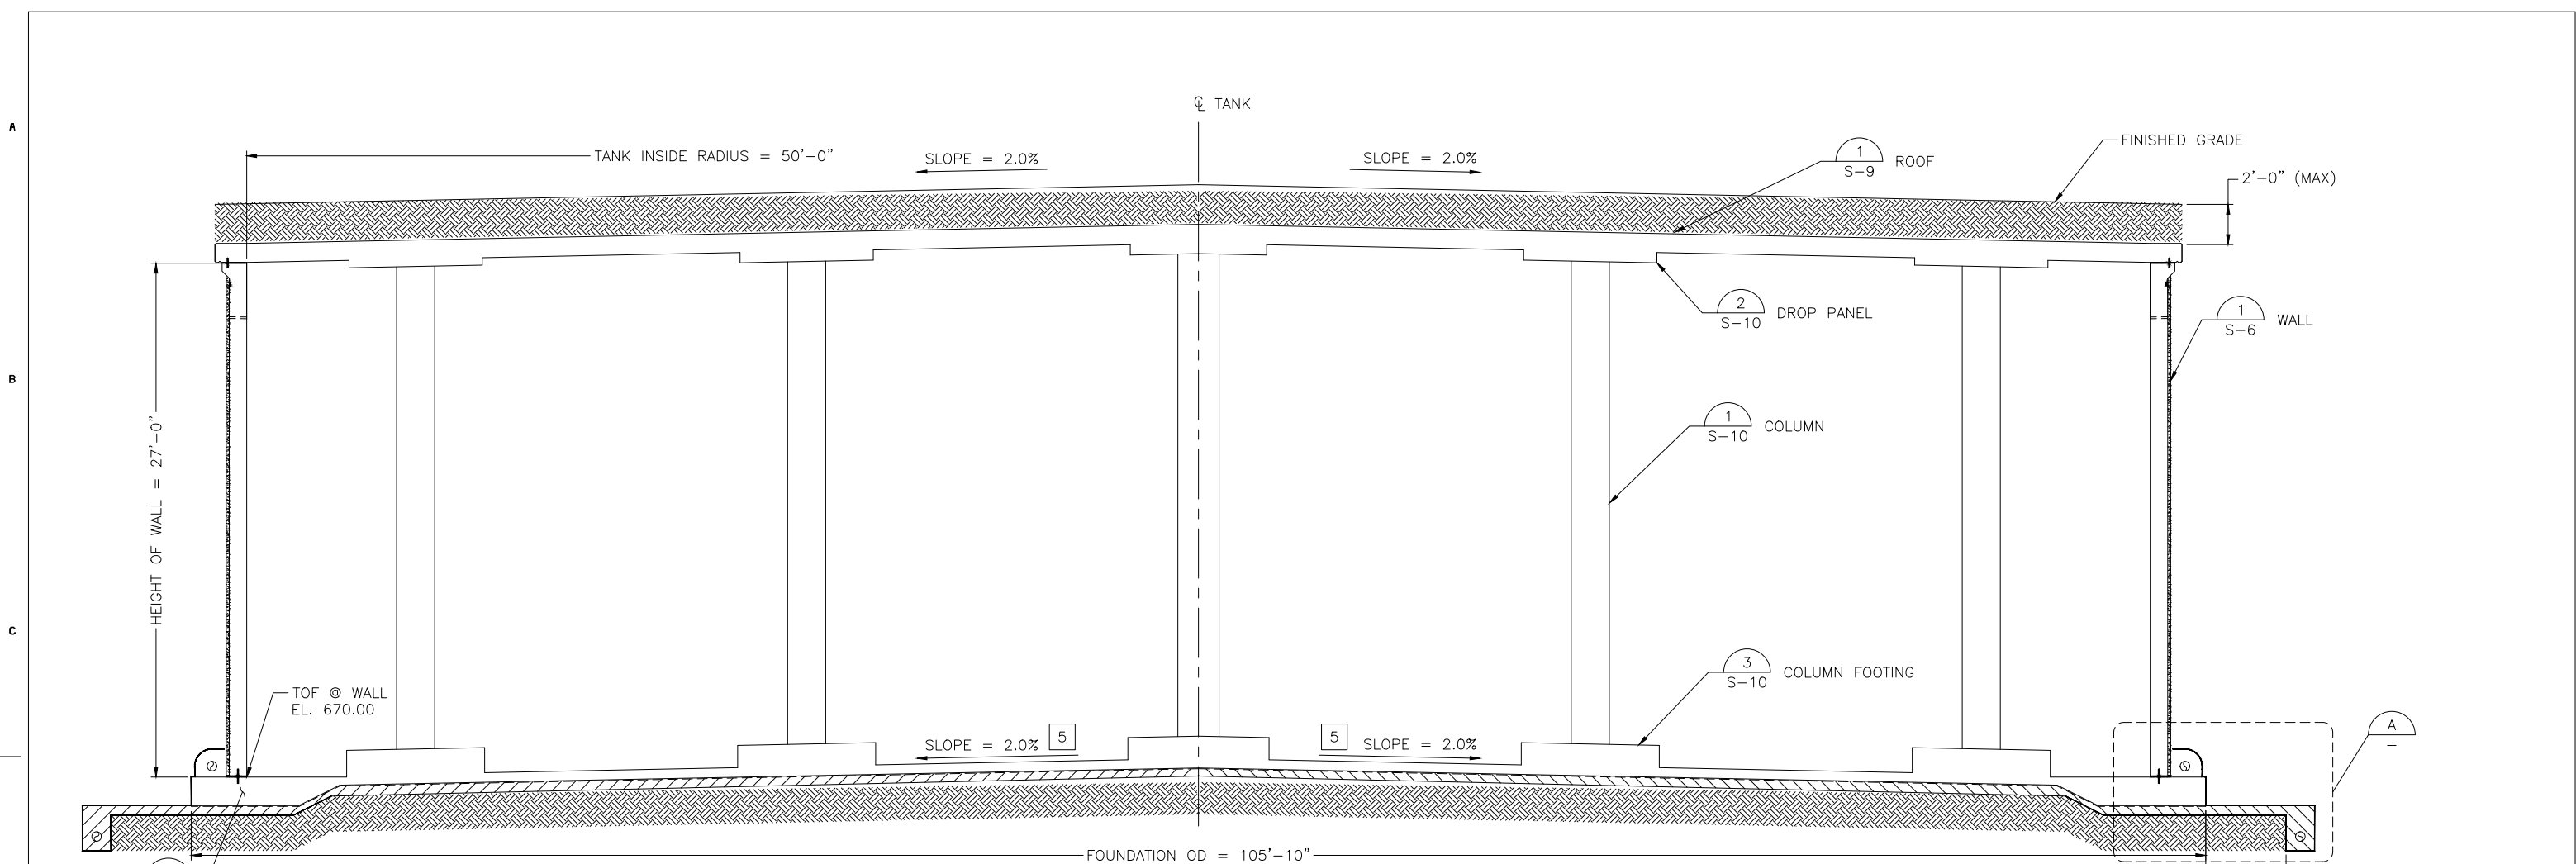 ℄ TANK
A
FINISHED GRADE
TANK INSIDE RADIUS = 50'-0"
SLOPE = 2.0%
SLOPE = 2.0%
1
S-9
ROOF
2'-0" (MAX)
2
S-10
DROP PANEL
1
S-6
WALL
B
1
S-10
COLUMN
HEIGHT OF WALL = 27'-0"
C
3
S-10
COLUMN FOOTING
TOF @ WALL
EL. 670.00
SLOPE = 2.0%
5
5
SLOPE = 2.0%
A
-
FOUNDATION OD = 105'-10"